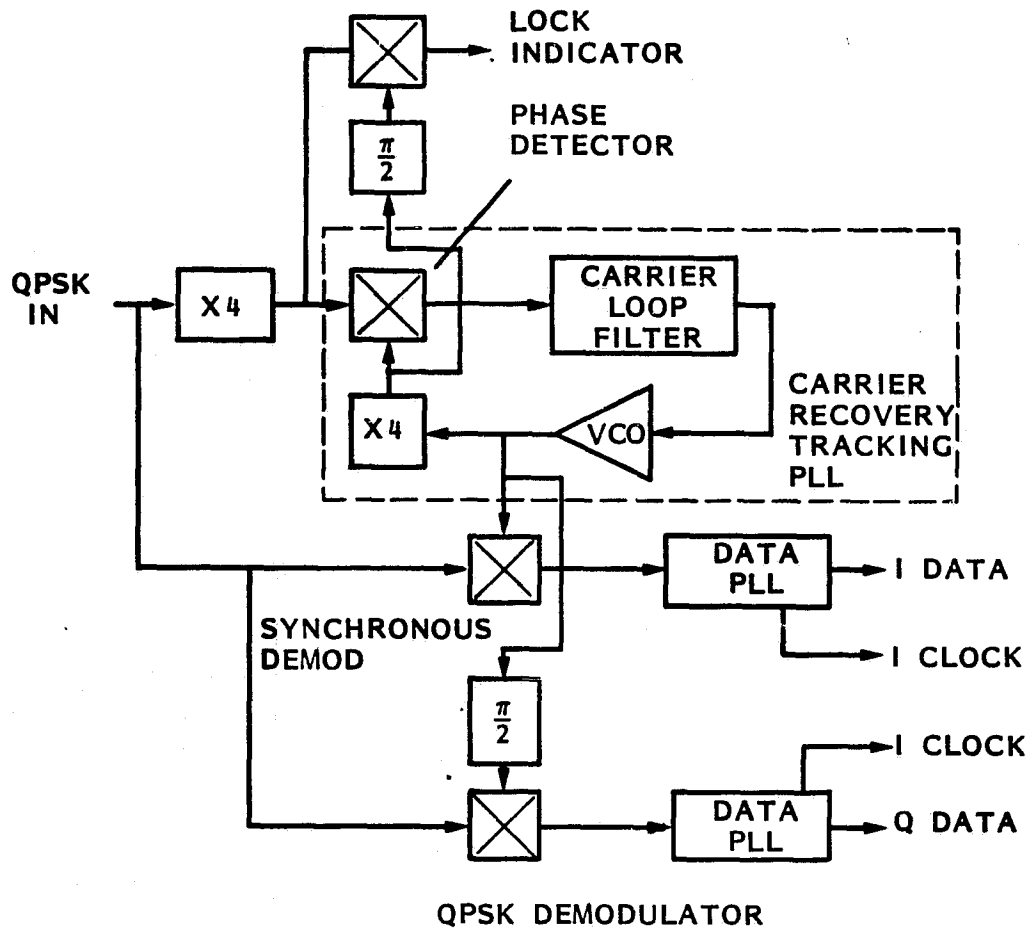 LOCK
INDICATOR
π
2
PHASE
DETECTOR
QPSK
IN
X4
CARRIER
LOOP
FILTER
X4
VCO
CARRIER
RECOVERY
TRACKING
PLL
DATA
PLL
I DATA
SYNCHRONOUS
DEMOD
I CLOCK
π
2
I CLOCK
DATA
PLL
Q DATA
QPSK DEMODULATOR